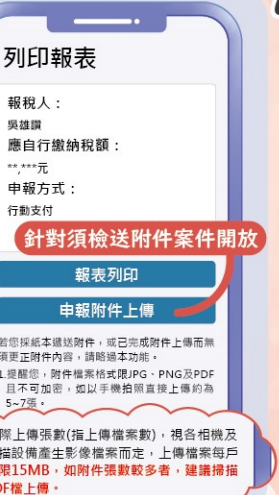 列印報表
報稅人：
吳雄讚
應自行繳納稅額：
**,***元
申報方式：
行動支付
針對須檢送附件案件開放
報表列印
申報附件上傳
若您採紙本遞送附件，或已完成附件上傳而無
須更正附件內容，請略過本功能。
1.提醒您，附件檔案格式限JPG、PNG及PDF
且不可加密，如以手機拍照直接上傳約為
5~7張。
際上傳張數(指上傳檔案數)，視各相機及
描設備產生影像檔案而定，上傳檔案每戶
限15MB，如附件張數較多者，建議掃描
DF檔上傳。